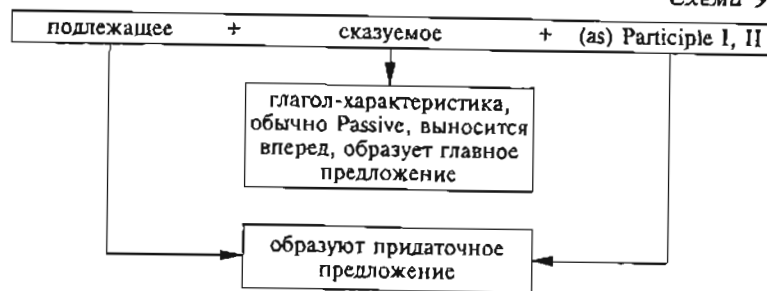 Схема 9
подлежащее + сказуемое + (as) Participle I, II
глагол-характеристика,
обычно Passive, выносится
вперед, образует главное
предложение
образуют придаточное
предложение